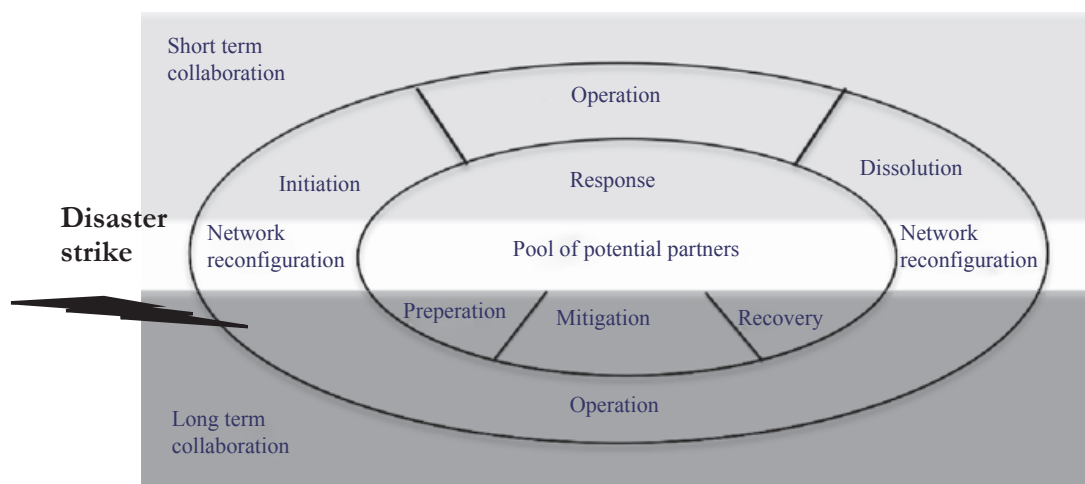 Short term
collaboration
Operation
Initiation
Response
Dissolution
Disaster
strike
Network
reconfiguration
Pool of potential partners
Network
reconfiguration
Preperation
Mitigation
Recovery
Operation
Long term
collaboration